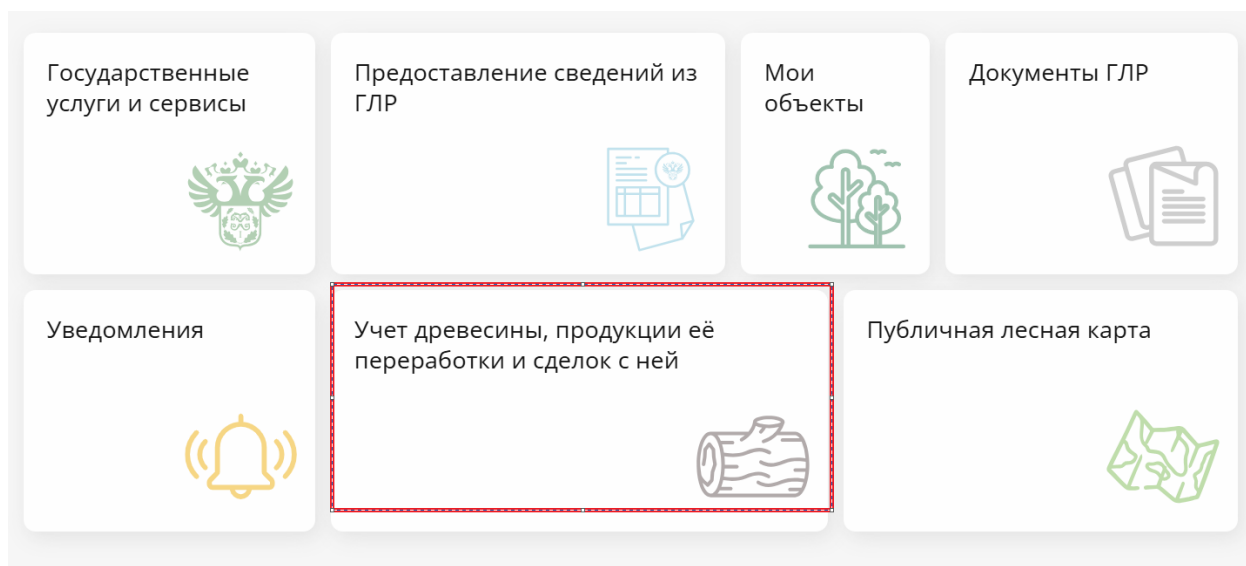 Государственные
услуги и сервисы
Предоставление сведений из
ГЛР
Мои
объекты
Документы ГЛР
Уведомления
Учет древесины, продукции её
переработки и сделок с ней
Публичная лесная карта